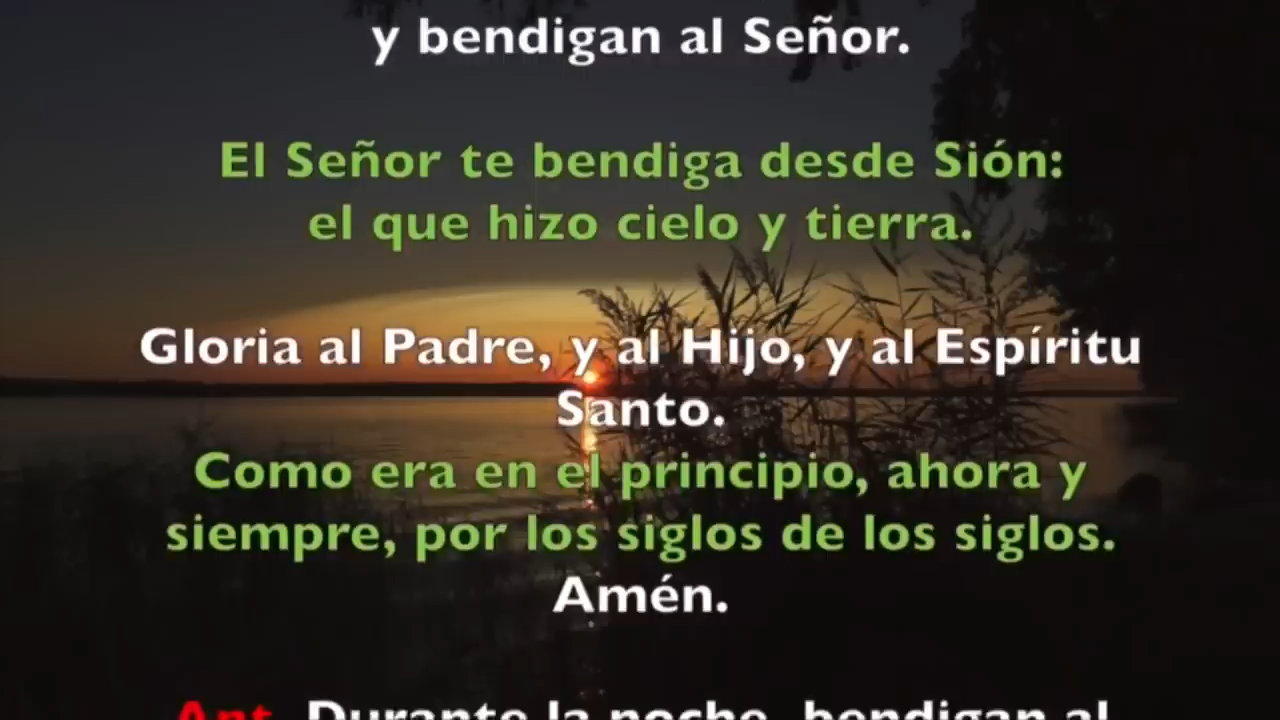 y bendigan al Señor.
El Señor te bendiga desde Sión:
el que hizo cielo y tierra.
Gloria al Padre, y al Hijo, y al Espíritu
Santo.
Como era en el principio, ahora y
siempre, por los siglos de los siglos.
Amén.
Ant. Durante la noche, bendigan al